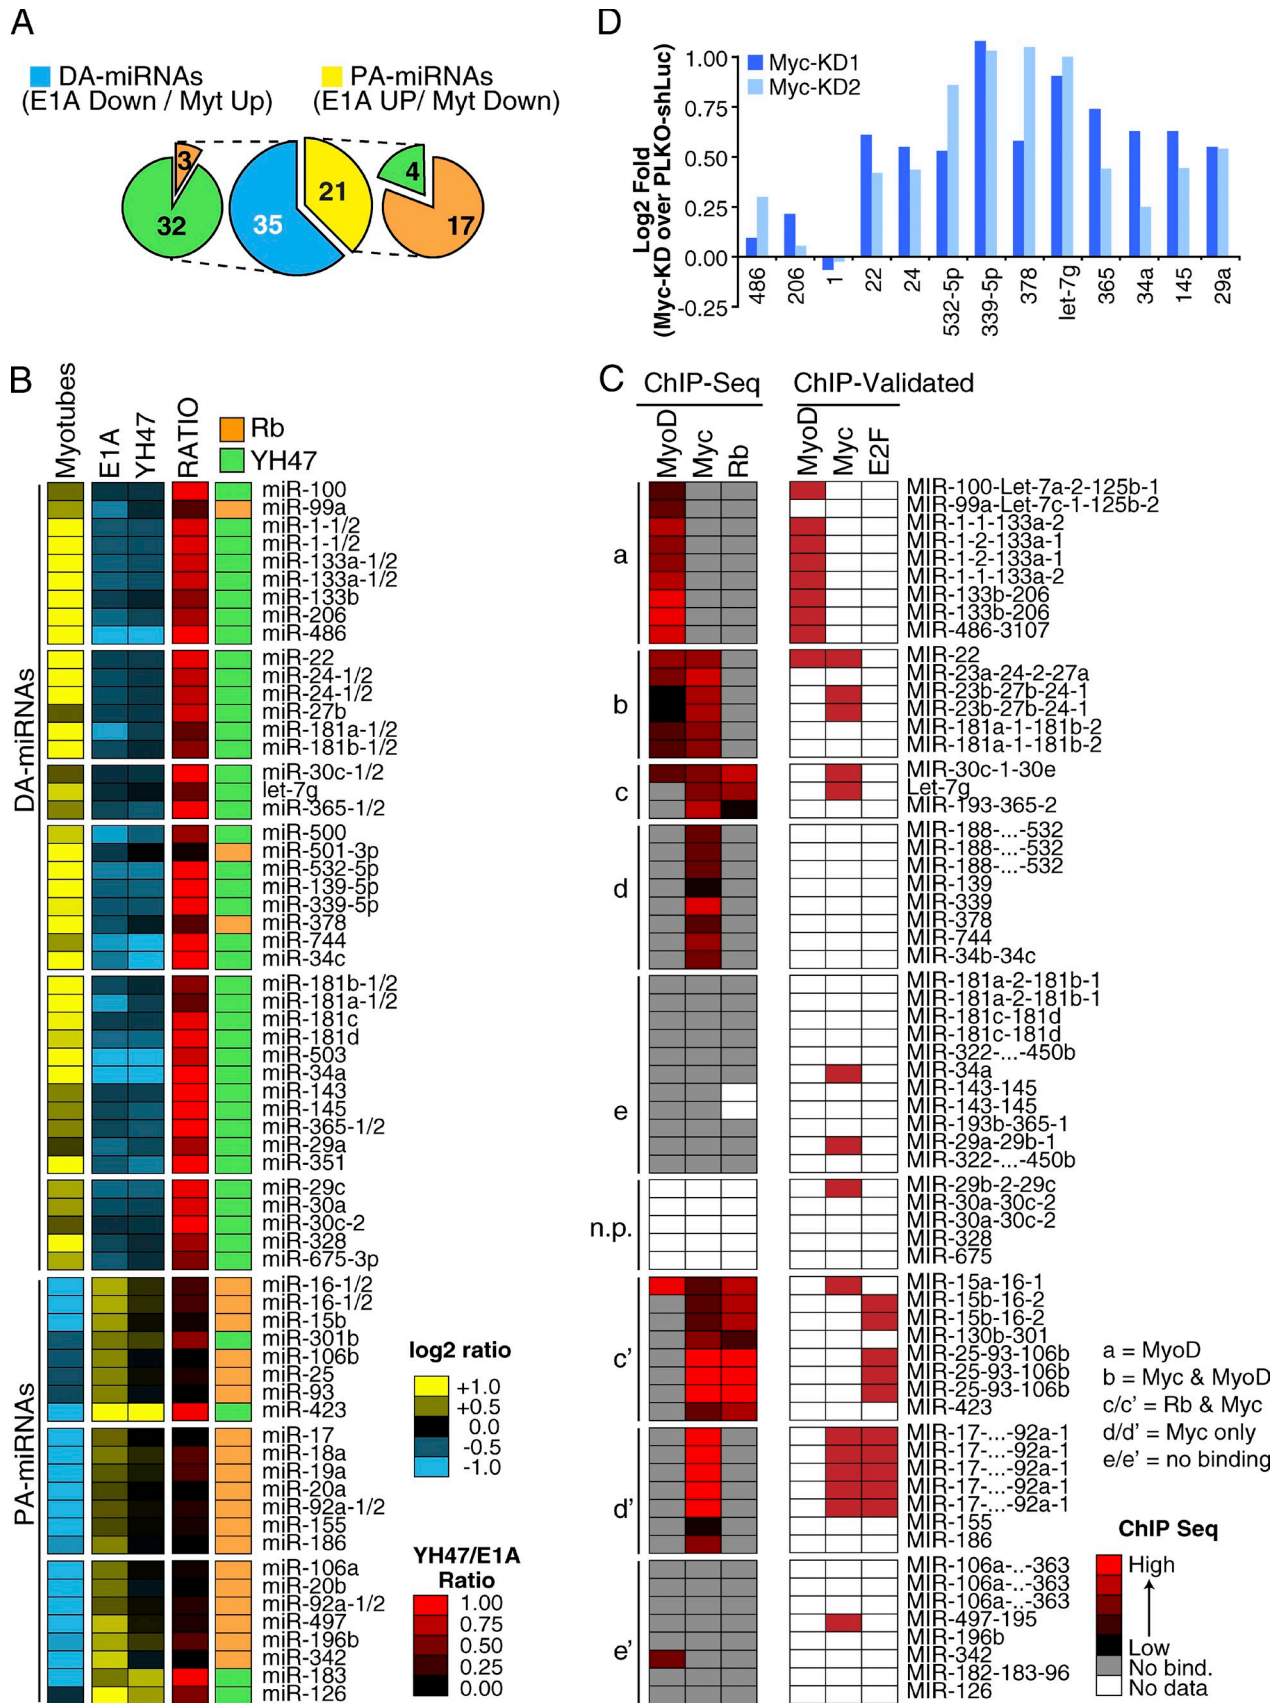 A
DA-miRNAs
(E1A Down / Myt Up)
PA-miRNAs
(E1A UP/ Myt Down)
3
32
35
21
4
17
D
Log2 Fold
(Myc-KD over PLKO-shLuc)
1.00
0.75
0.50
0.25
0.00
-0.25
Myc-KD1
Myc-KD2
486
206
1
22
24
532-5p
339-5p
378
let-7g
365
34a
145
29a
B
Myotubes
E1A
YH47
RATIO
Rb
YH47
DA-miRNAs
miR-100
miR-99a
miR-1-1/2
miR-1-1/2
miR-133a-1/2
miR-133a-1/2
miR-133b
miR-206
miR-486
miR-22
miR-24-1/2
miR-24-1/2
miR-27b
miR-181a-1/2
miR-181b-1/2
miR-30c-1/2
let-7g
miR-365-1/2
miR-500
miR-501-3p
miR-532-5p
miR-139-5p
miR-339-5p
miR-378
miR-744
miR-34c
miR-181b-1/2
miR-181a-1/2
miR-181c
miR-181d
miR-503
miR-34a
miR-143
miR-145
miR-365-1/2
miR-29a
miR-351
miR-29c
miR-30a
miR-30c-2
miR-328
miR-675-3p
PA-miRNAs
miR-16-1/2
miR-16-1/2
miR-15b
miR-301b
miR-106b
miR-25
miR-93
miR-423
miR-17
miR-18a
miR-19a
miR-20a
miR-92a-1/2
miR-155
miR-186
miR-106a
miR-20b
miR-92a-1/2
miR-497
miR-196b
miR-342
miR-183
miR-126
log2 ratio
+1.0
+0.5
0.0
-0.5
-1.0
YH47/E1A
Ratio
1.00
0.75
0.50
0.25
0.00
C
ChIP-Seq
ChIP-Validated
MyoD
Myc
Rb
MyoD
Myc
E2F
a
MIR-100-Let-7a-2-125b-1
MIR-99a-Let-7c-1-125b-2
MIR-1-1-133a-2
MIR-1-2-133a-1
MIR-1-2-133a-1
MIR-1-1-133a-2
MIR-133b-206
MIR-133b-206
MIR-486-3107
b
MIR-22
MIR-23a-24-2-27a
MIR-23b-27b-24-1
MIR-23b-27b-24-1
MIR-181a-1-181b-2
MIR-181a-1-181b-2
c
MIR-30c-1-30e
Let-7g
MIR-193-365-2
d
MIR-188-...-532
MIR-188-...-532
MIR-188-...-532
MIR-139
MIR-339
MIR-378
MIR-744
MIR-34b-34c
e
MIR-181a-2-181b-1
MIR-181a-2-181b-1
MIR-181c-181d
MIR-181c-181d
MIR-322-...-450b
MIR-34a
MIR-143-145
MIR-143-145
MIR-193b-365-1
MIR-29a-29b-1
MIR-322-...-450b
n.p.
MIR-29b-2-29c
MIR-30a-30c-2
MIR-30a-30c-2
MIR-328
MIR-675
c'
MIR-15a-16-1
MIR-15b-16-2
MIR-15b-16-2
MIR-130b-301
MIR-25-93-106b
MIR-25-93-106b
MIR-25-93-106b
MIR-423
d'
MIR-17-...-92a-1
MIR-17-...-92a-1
MIR-17-...-92a-1
MIR-17-...-92a-1
MIR-17-...-92a-1
MIR-155
MIR-186
e'
MIR-106a-..-363
MIR-106a-..-363
MIR-106a-..-363
MIR-497-195
MIR-196b
MIR-342
MIR-182-183-96
MIR-126
a = MyoD
b = Myc & MyoD
c/c' = Rb & Myc
d/d' = Myc only
e/e' = no binding
ChIP Seq
High
Low
No bind.
No data